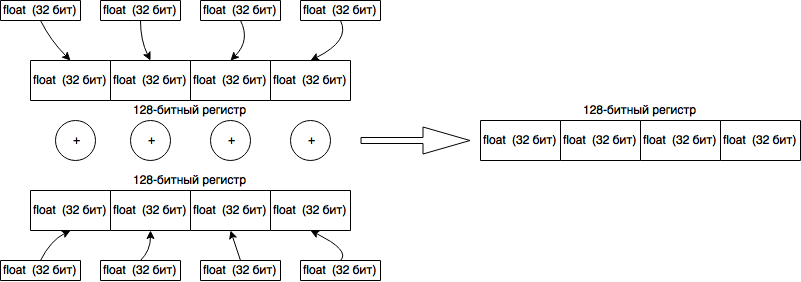 float (32 бит) float (32 бит) float (32 бит) float (32 бит)
float (32 бит) float (32 бит) float (32 бит) float (32 бит)
128-битный регистр
+ + + +
128-битный регистр
float (32 бит) float (32 бит) float (32 бит) float (32 бит)
float (32 бит) float (32 бит) float (32 бит) float (32 бит)
128-битный регистр
float (32 бит) float (32 бит) float (32 бит) float (32 бит)